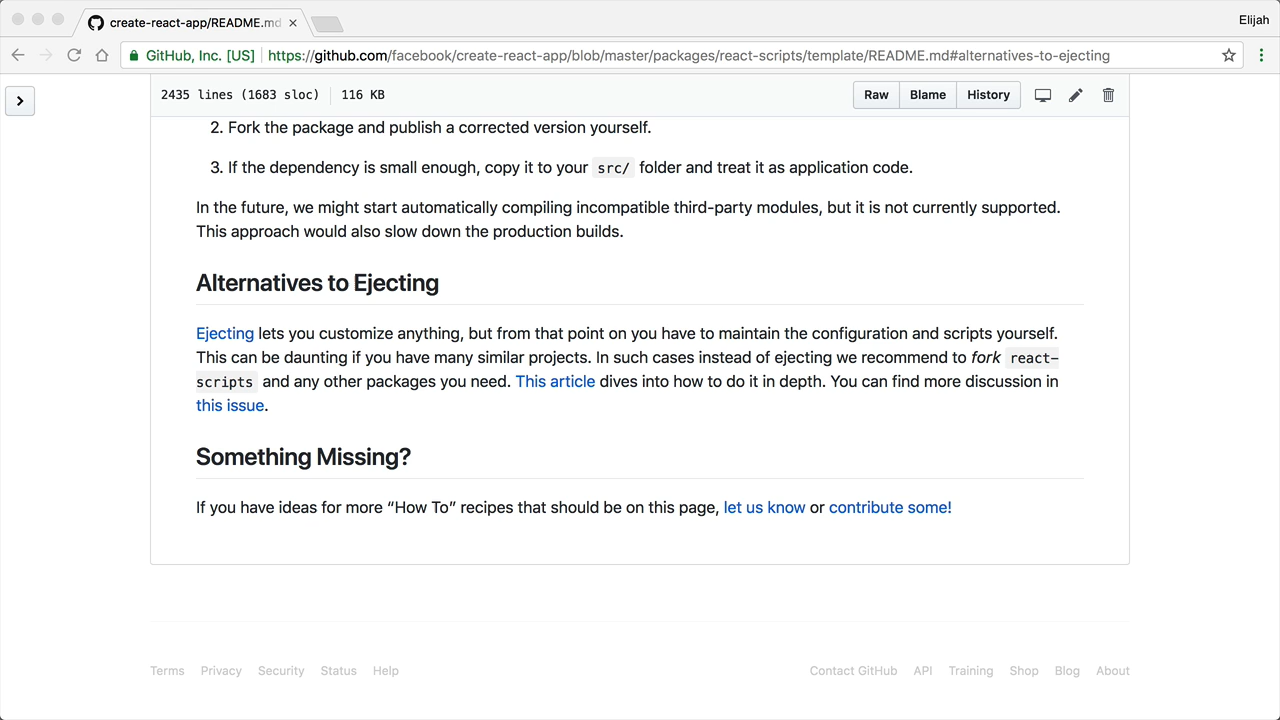 create-react-app/README.md
Elijah
GitHub, Inc. [US] https://github.com/facebook/create-react-app/blob/master/packages/react-scripts/template/README.md#alternatives-to-ejecting
2435 lines (1683 sloc) 116 KB
Raw Blame History
2. Fork the package and publish a corrected version yourself.
3. If the dependency is small enough, copy it to your src/ folder and treat it as application code.
In the future, we might start automatically compiling incompatible third-party modules, but it is not currently supported.
This approach would also slow down the production builds.
Alternatives to Ejecting
Ejecting lets you customize anything, but from that point on you have to maintain the configuration and scripts yourself.
This can be daunting if you have many similar projects. In such cases instead of ejecting we recommend to fork react-
scripts and any other packages you need. This article dives into how to do it in depth. You can find more discussion in
this issue.
Something Missing?
If you have ideas for more “How To” recipes that should be on this page, let us know or contribute some!
Terms Privacy Security Status Help
Contact GitHub API Training Shop Blog About